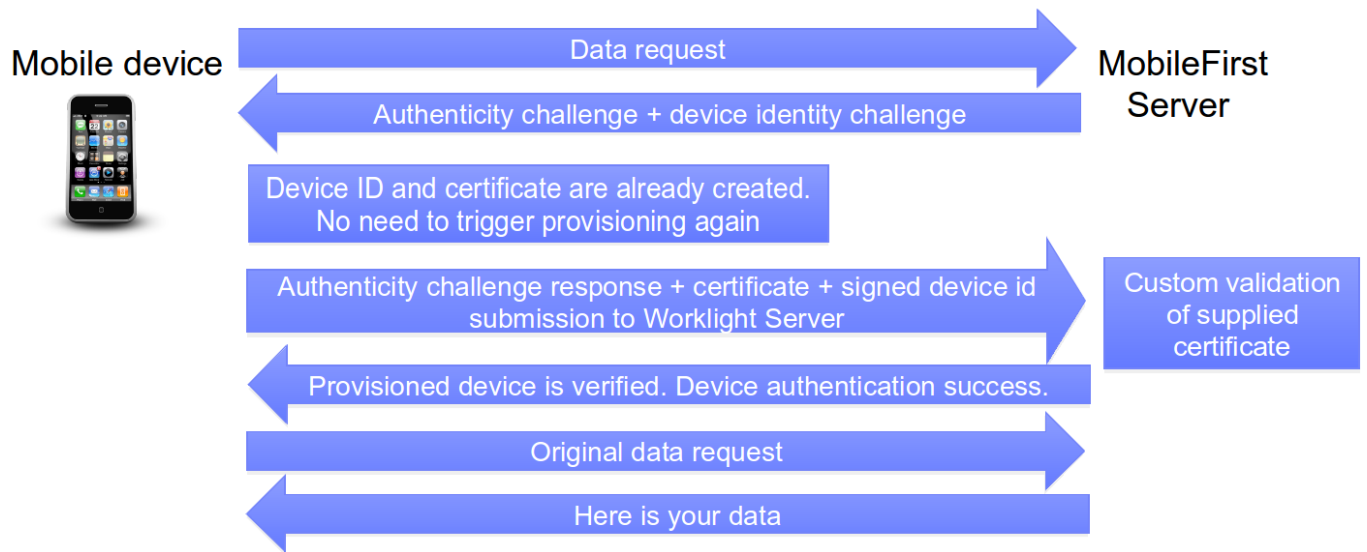 Data request
Mobile device
MobileFirst
Server
Authenticity challenge + device identity challenge
Device ID and certificate are already created.
No need to trigger provisioning again
Authenticity challenge response + certificate + signed device id
submission to Worklight Server
Custom validation
of supplied
certificate
Provisioned device is verified. Device authentication success.
Original data request
Here is your data